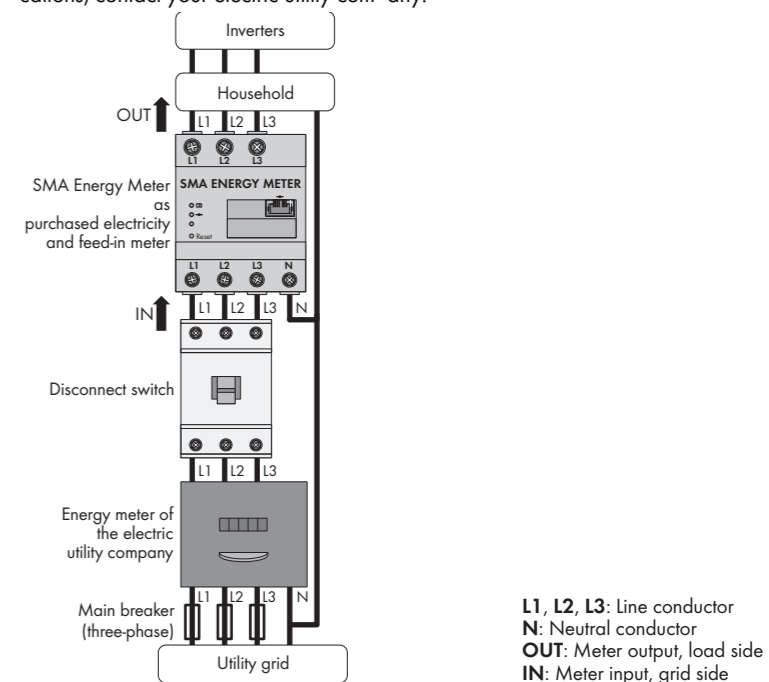 Inverters
Household
OUT
L1 L2 L3
L1 L2 L3
SMA Energy Meter
as
purchased electricity
and feed-in meter
SMA ENERGY METER
Reset
L1 L2 L3 N
IN
L1 L2 L3 N
Disconnect switch
L1 L2 L3
Energy meter of
the electric
utility company
L1 L2 L3 N
Main breaker
(three-phase)
Utility grid
L1, L2, L3: Line conductor
N: Neutral conductor
OUT: Meter output, load side
IN: Meter input, grid side